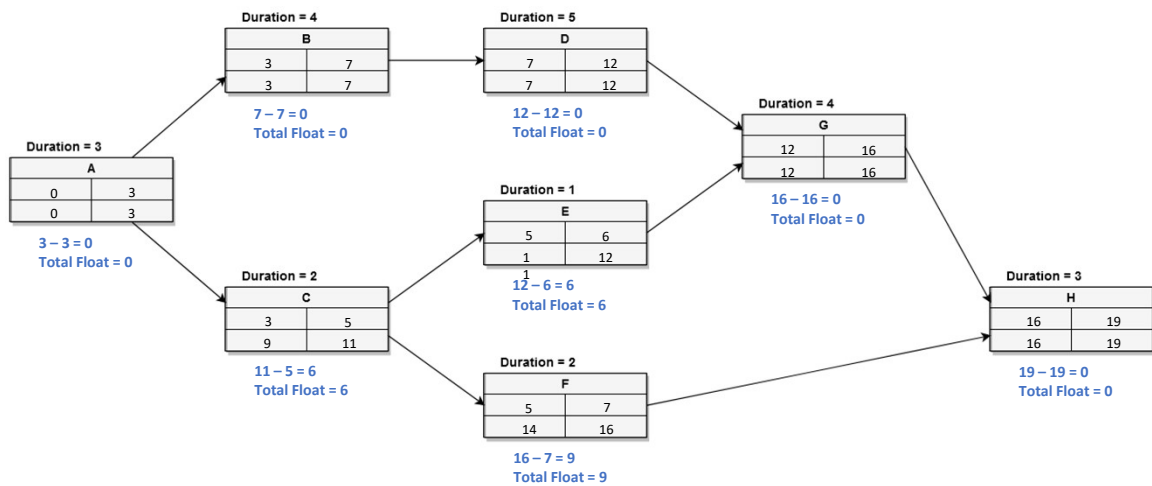 Duration = 3
A
0 3
0 3
3 – 3 = 0
Total Float = 0
Duration = 4
B
3 7
3 7
7 – 7 = 0
Total Float = 0
Duration = 2
C
3 5
9 11
11 – 5 = 6
Total Float = 6
Duration = 5
D
7 12
7 12
12 – 12 = 0
Total Float = 0
Duration = 1
E
5 6
1 12
1
12 – 6 = 6
Total Float = 6
Duration = 2
F
5 7
14 16
16 – 7 = 9
Total Float = 9
Duration = 4
G
12 16
12 16
16 – 16 = 0
Total Float = 0
Duration = 3
H
16 19
16 19
19 – 19 = 0
Total Float = 0